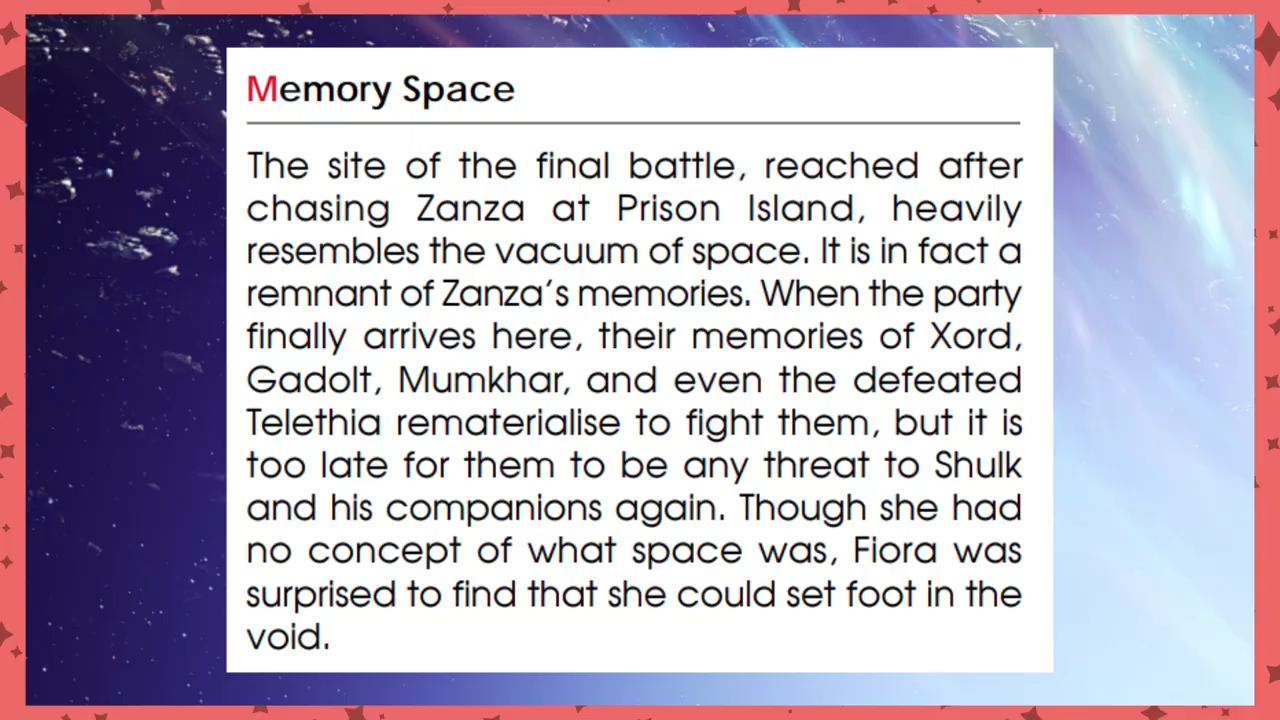 Memory Space
The site of the final battle, reached after
chasing Zanza at Prison Island, heavily
resembles the vacuum of space. It is in fact a
remnant of Zanza's memories. When the party
finally arrives here, their memories of Xord,
Gadolt, Mumkhar, and even the defeated
Telethia rematerialise to fight them, but it is
too late for them to be any threat to Shulk
and his companions again. Though she had
no concept of what space was, Fiora was
surprised to find that she could set foot in the
void.